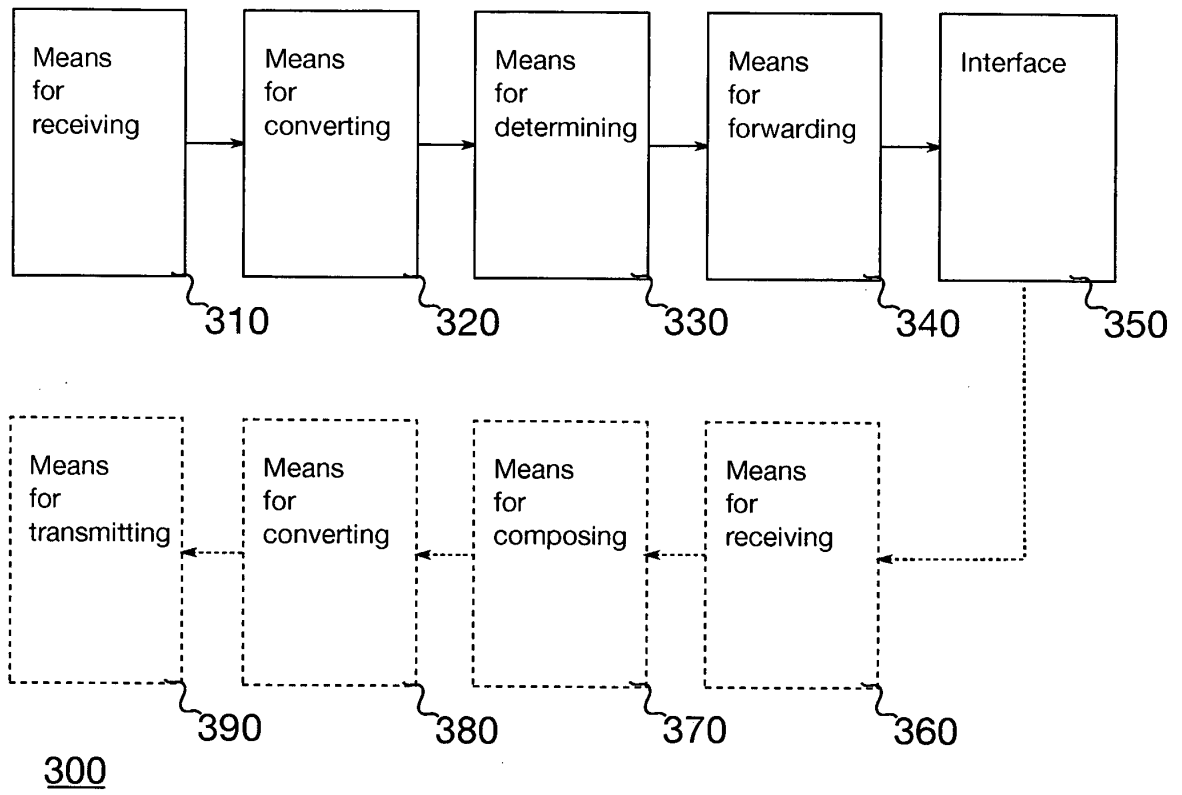 Means
for
receiving
Means
for
converting
Means
for
determining
Means
for
forwarding
Interface
310
320
330
340
350
Means
for
transmitting
Means
for
converting
Means
for
composing
Means
for
receiving
390
380
370
360
300